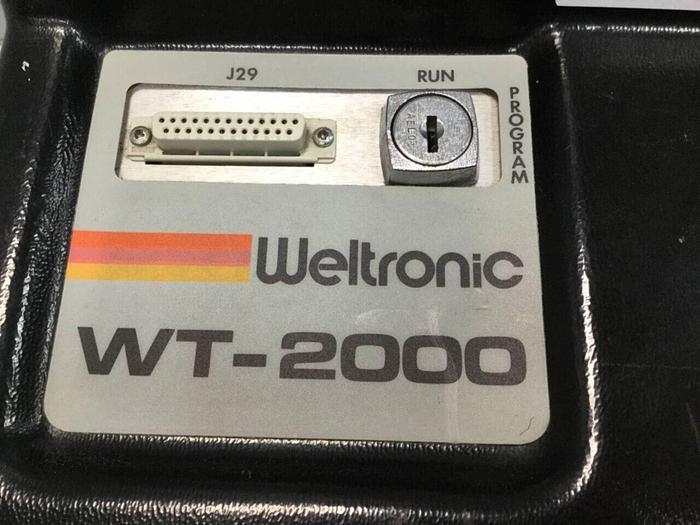 J29
RUN
PROGRAM
Weltronic
WT-2000